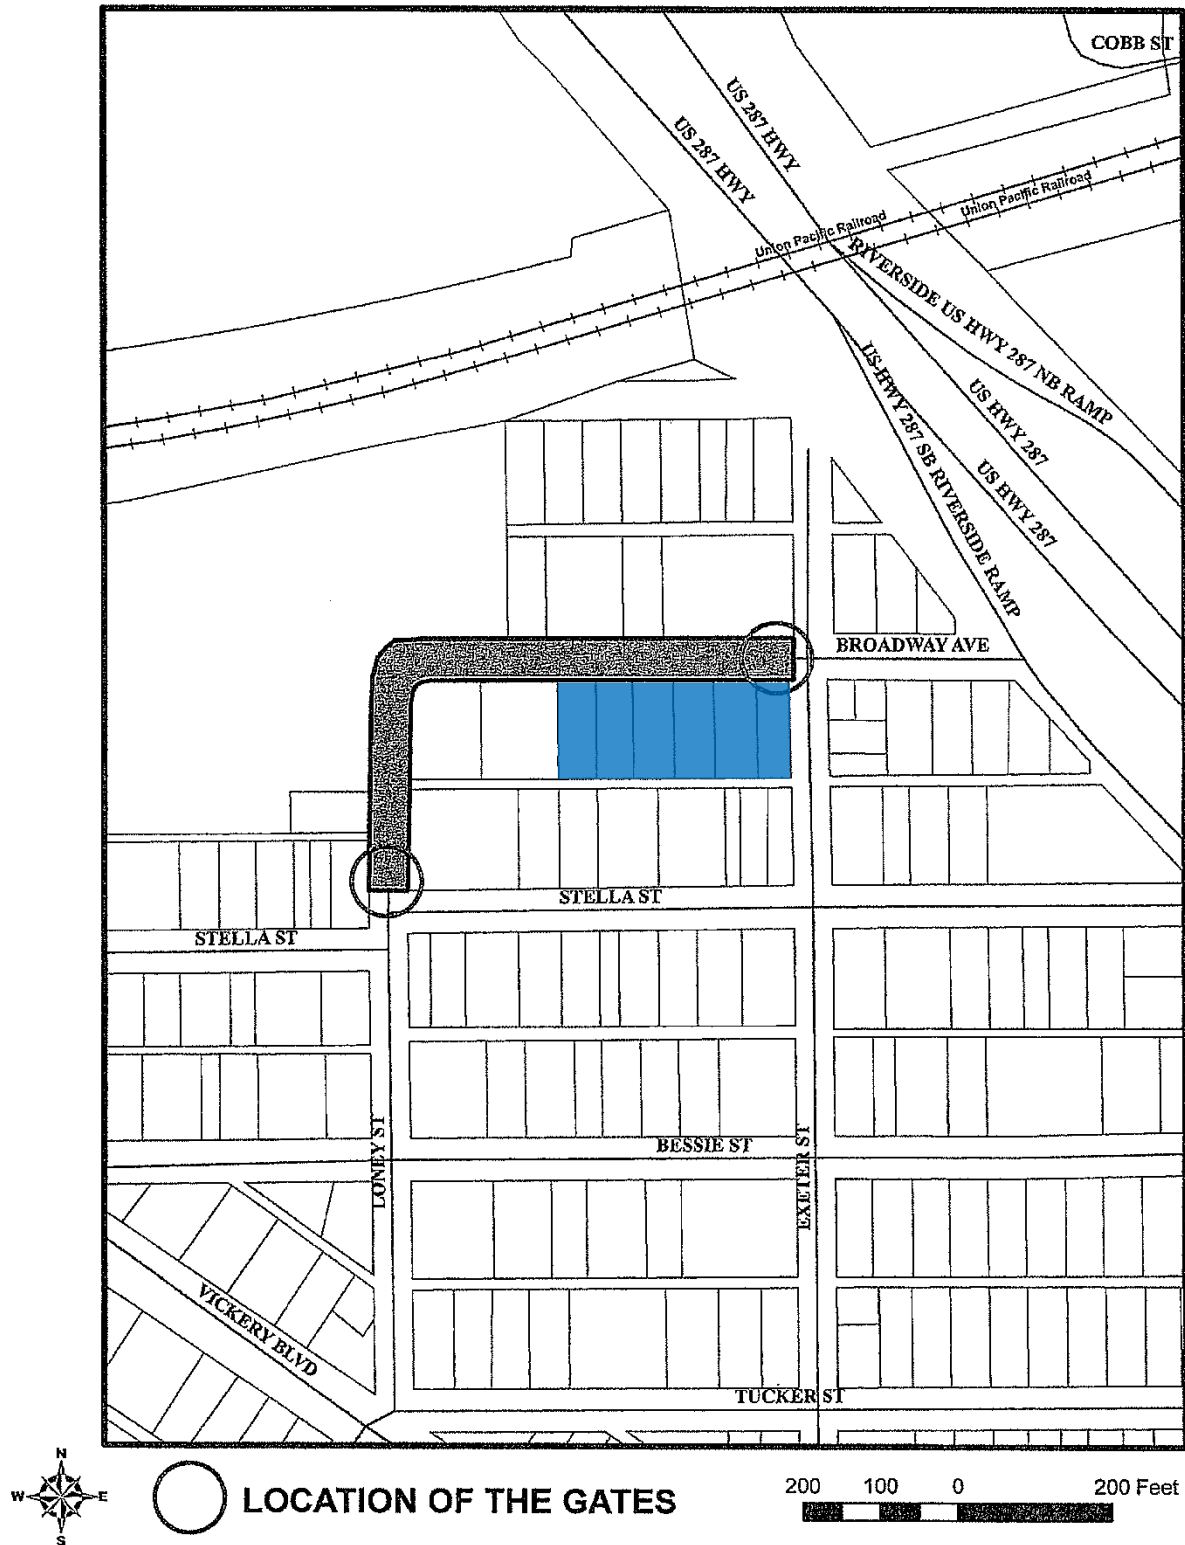 COBB ST
US 287 HWY
US 287 HWY
Union Pacific Railroad
Union Pacific Railroad
RIVERSIDE US HWY 287 NB RAMP
US HWY 287 SB RIVERSIDE RAMP
US HWY 287
US HWY 287
BROADWAY AVE
STELLA ST
STELLA ST
LONEY ST
BESSIE ST
EXETER ST
VICKERY BLVD
TUCKER ST
N
W E
S
LOCATION OF THE GATES
200 100 0 200 Feet